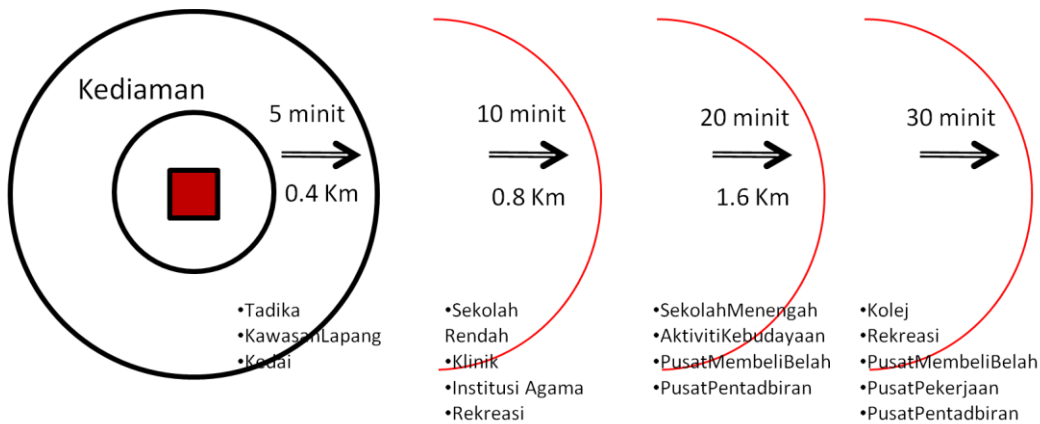 Kediaman
5 minit
0.4 Km
•Tadika
•KawasanLapang
•Kedai
10 minit
0.8 Km
•Sekolah
Rendah
•Klinik
•Institusi Agama
•Rekreasi
20 minit
1.6 Km
•SekolahMenengah
•AktivitiKebudayaan
•PusatMembeliBelah
•PusatPentadbiran
30 minit
•Kolej
•Rekreasi
•PusatMembeliBelah
•PusatPekerjaan
•PusatPentadbiran